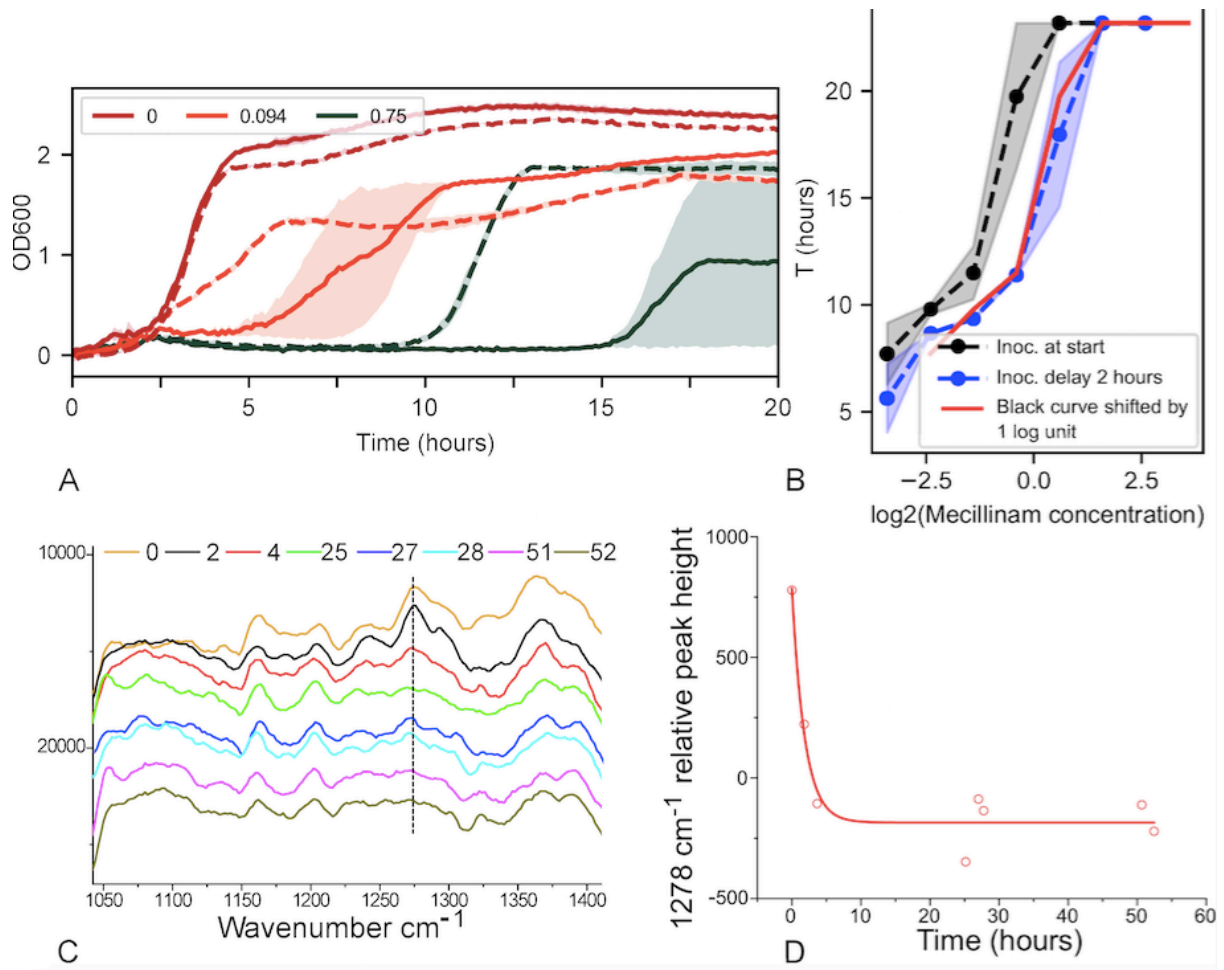 0 0.094 0.75
2
1
0
OD600
0 5 10 15 20
Time (hours)
A
20
15
10
5
T (hours)
Inoc. at start
Inoc. delay 2 hours
Black curve shifted by
1 log unit
−2.5 0.0 2.5
log2(Mecillinam concentration)
B
10000
0 2 4 25 27 28 51 52
20000
1050 1100 1150 1200 1250 1300 1350 1400
Wavenumber cm⁻¹
C
1000
500
0
-500
1278 cm⁻¹ relative peak height
0 10 20 30 40 50 60
Time (hours)
D